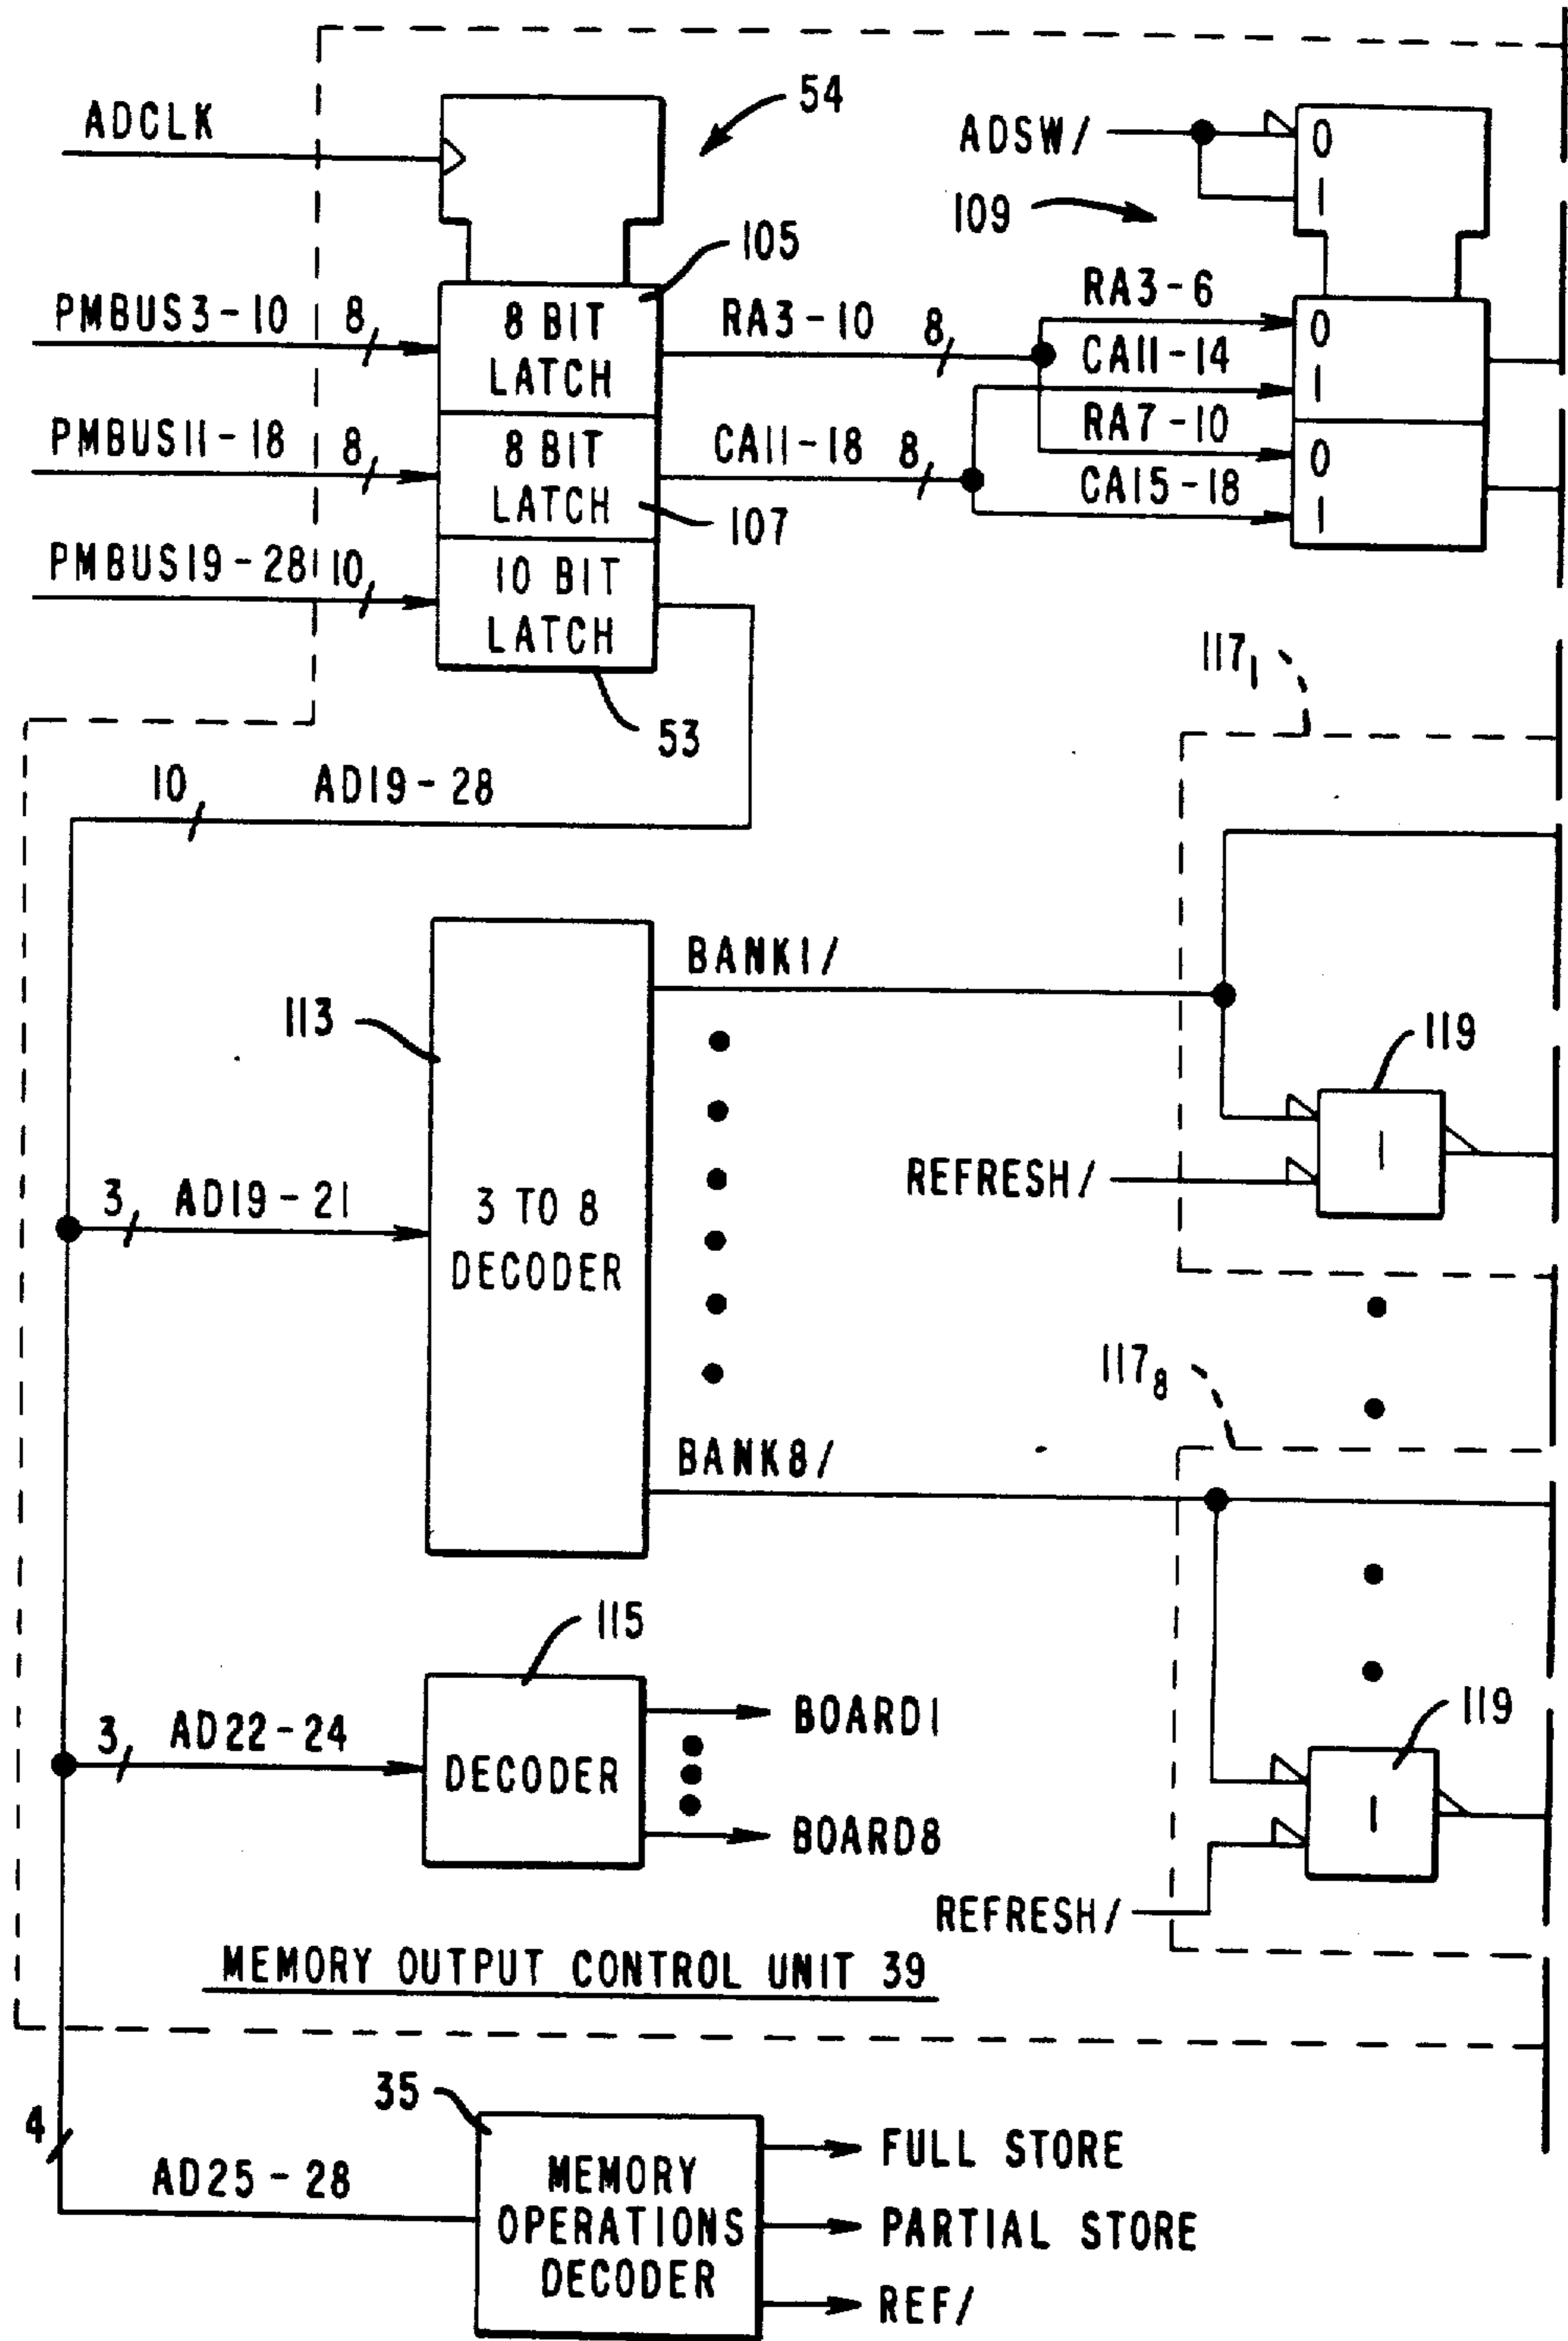 ADCLK
54
ADSW/
0
1
109
105
PMBUS3-10 8
8 BIT
LATCH
RA3-10 8
RA3-6
0
CA11-14
1
PMBUS11-18 8
8 BIT
LATCH
CA11-18 8
RA7-10
0
CA15-18
1
107
PMBUS19-28 10
10 BIT
LATCH
53
117₁
10 AD19-28
BANK1/
113
119
1
REFRESH/
3 AD19-21
3 TO 8
DECODER
117₈
BANK8/
115
3 AD22-24
DECODER
BOARD1
BOARD8
119
1
REFRESH/
MEMORY OUTPUT CONTROL UNIT 39
35
4
AD25-28
MEMORY
OPERATIONS
DECODER
FULL STORE
PARTIAL STORE
REF/